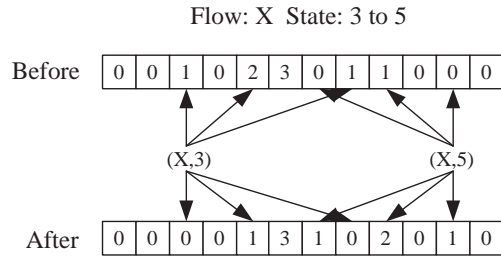 Flow: X State: 3 to 5
Before 0 0 1 0 2 3 0 1 1 0 0 0
(X,3) (X,5)
After 0 0 0 0 1 3 1 0 2 0 1 0